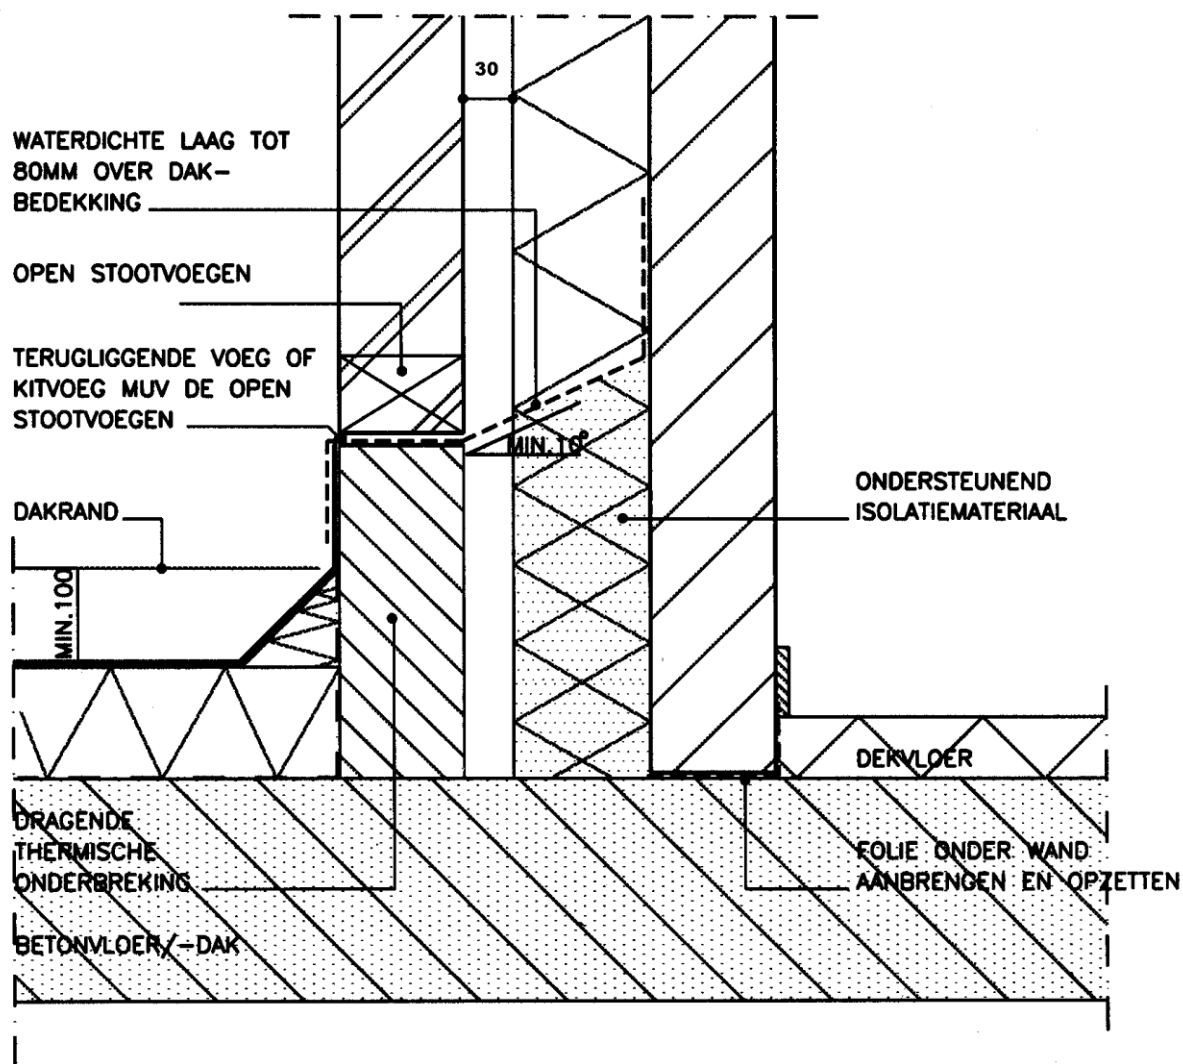 30
WATERDICHTE LAAG TOT
80MM OVER DAK-
BEDEKKING
OPEN STOOTVOEGEN
TERUGLIGGENDE VOEG OF
KITVOEG MUV DE OPEN
STOOTVOEGEN
MIN.10°
ONDERSTEUNEND
ISOLATIEMATERIAAL
DAKRAND
MIN.100
DEKVLOER
DRAGENDE
THERMISCHE
ONDERBREKING
FOLIE ONDER WAND
AANBRENGEN EN OPZETTEN
BETONVLOER/-DAK